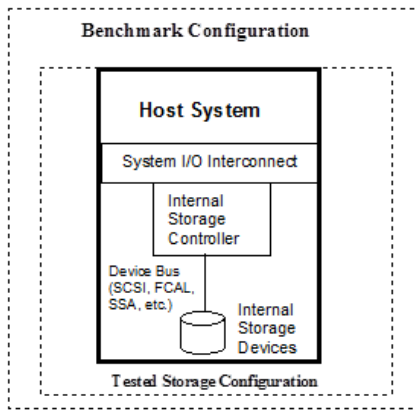 Benchmark Configuration
Host System
System I/O Interconnect
Internal
Storage
Controller
Device Bus
(SCSI, FCAL,
SSA, etc.)
Internal
Storage
Devices
Tested Storage Configuration